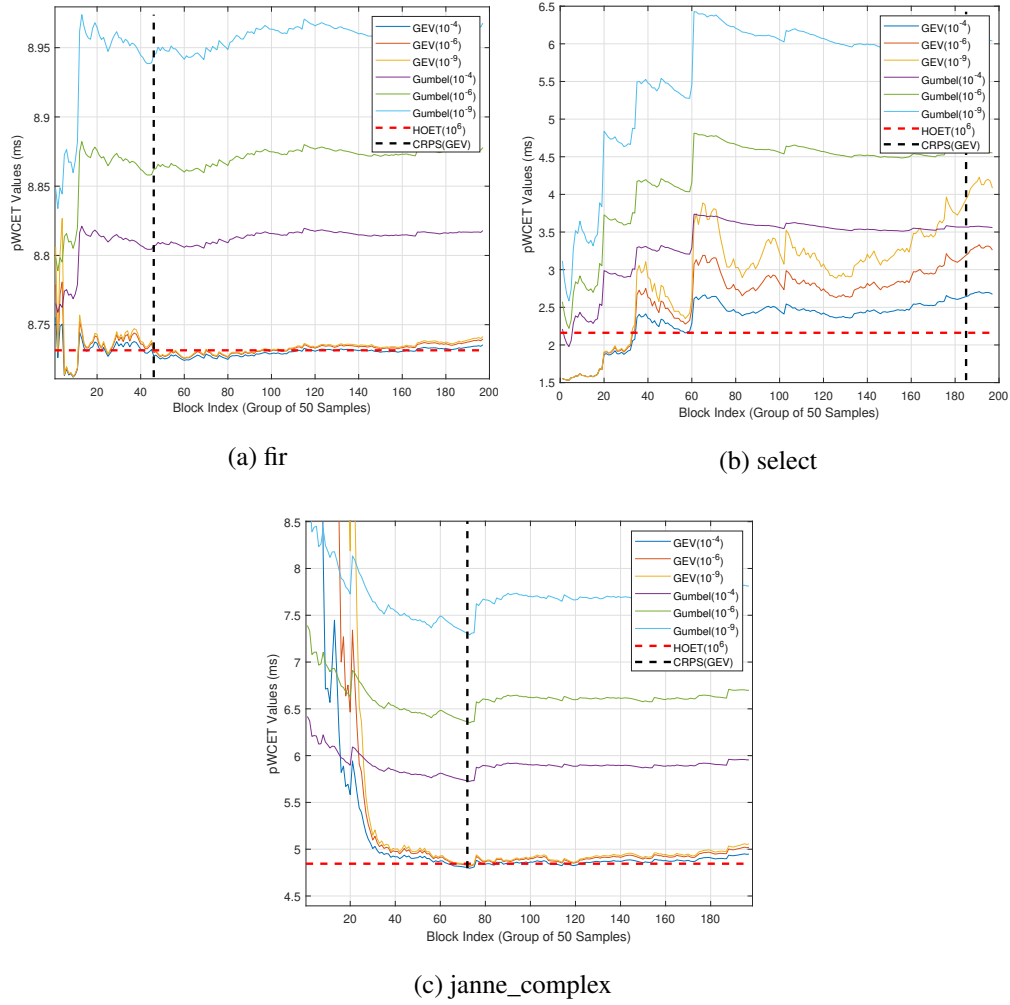 8.95
8.9
8.85
8.8
8.75
pWCET Values (ms)
20 40 60 80 100 120 140 160 180 200
Block Index (Group of 50 Samples)
GEV(10^-4)
GEV(10^-6)
GEV(10^-9)
Gumbel(10^-4)
Gumbel(10^-6)
Gumbel(10^-9)
HOET(10^6)
CRPS(GEV)
(a) fir
6.5
6
5.5
5
4.5
4
3.5
3
2.5
2
1.5
pWCET Values (ms)
0 20 40 60 80 100 120 140 160 180 200
Block Index (Group of 50 Samples)
GEV(10^-4)
GEV(10^-6)
GEV(10^-9)
Gumbel(10^-4)
Gumbel(10^-6)
Gumbel(10^-9)
HOET(10^6)
CRPS(GEV)
(b) select
8.5
8
7.5
7
6.5
6
5.5
5
4.5
pWCET Values (ms)
20 40 60 80 100 120 140 160 180
Block Index (Group of 50 Samples)
GEV(10^-4)
GEV(10^-6)
GEV(10^-9)
Gumbel(10^-4)
Gumbel(10^-6)
Gumbel(10^-9)
HOET(10^6)
CRPS(GEV)
(c) janne_complex